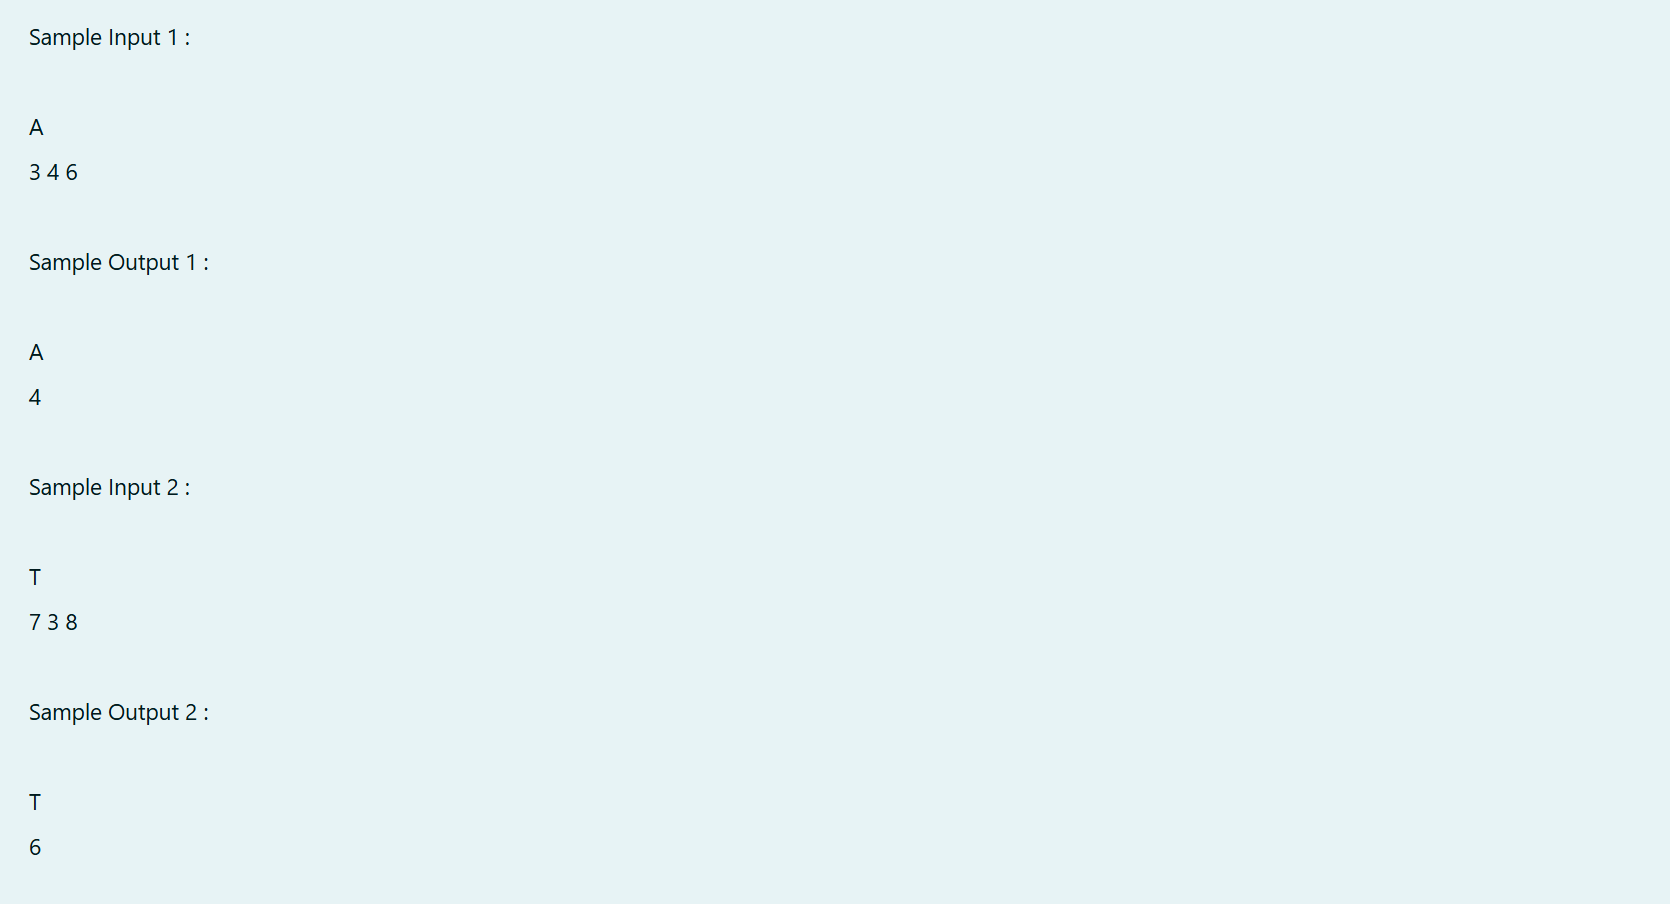 Sample Input 1 :
A
3 4 6
Sample Output 1 :
A
4
Sample Input 2 :
T
7 3 8
Sample Output 2 :
T
6